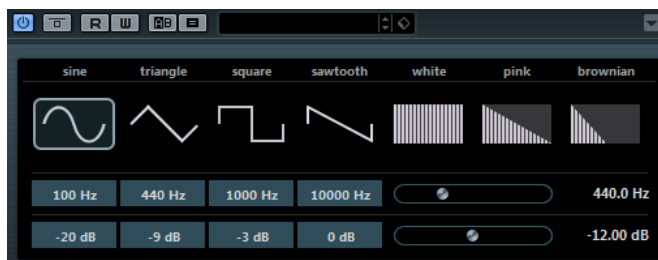 R W AB
sine triangle square sawtooth white pink brownian
100 Hz 440 Hz 1000 Hz 10000 Hz 440.0 Hz
-20 dB -9 dB -3 dB 0 dB -12.00 dB